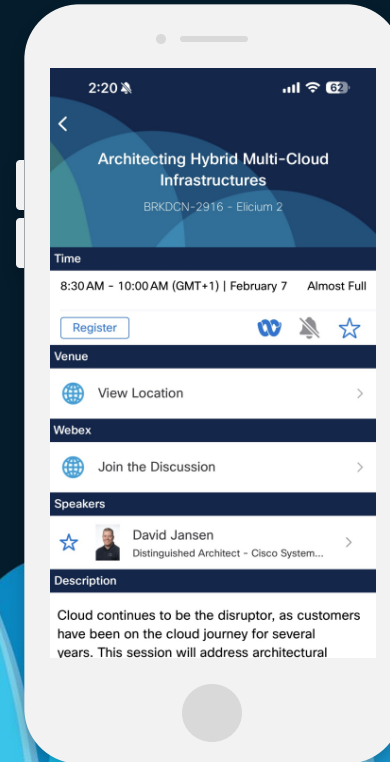 2:20
62
Architecting Hybrid Multi-Cloud
Infrastructures
BRKDCN-2916 - Elicium 2
Time
8:30 AM - 10:00 AM (GMT+1) | February 7 Almost Full
Register
Venue
View Location
Webex
Join the Discussion
Speakers
David Jansen
Distinguished Architect - Cisco System...
Description
Cloud continues to be the disruptor, as customers
have been on the cloud journey for several
years. This session will address architectural